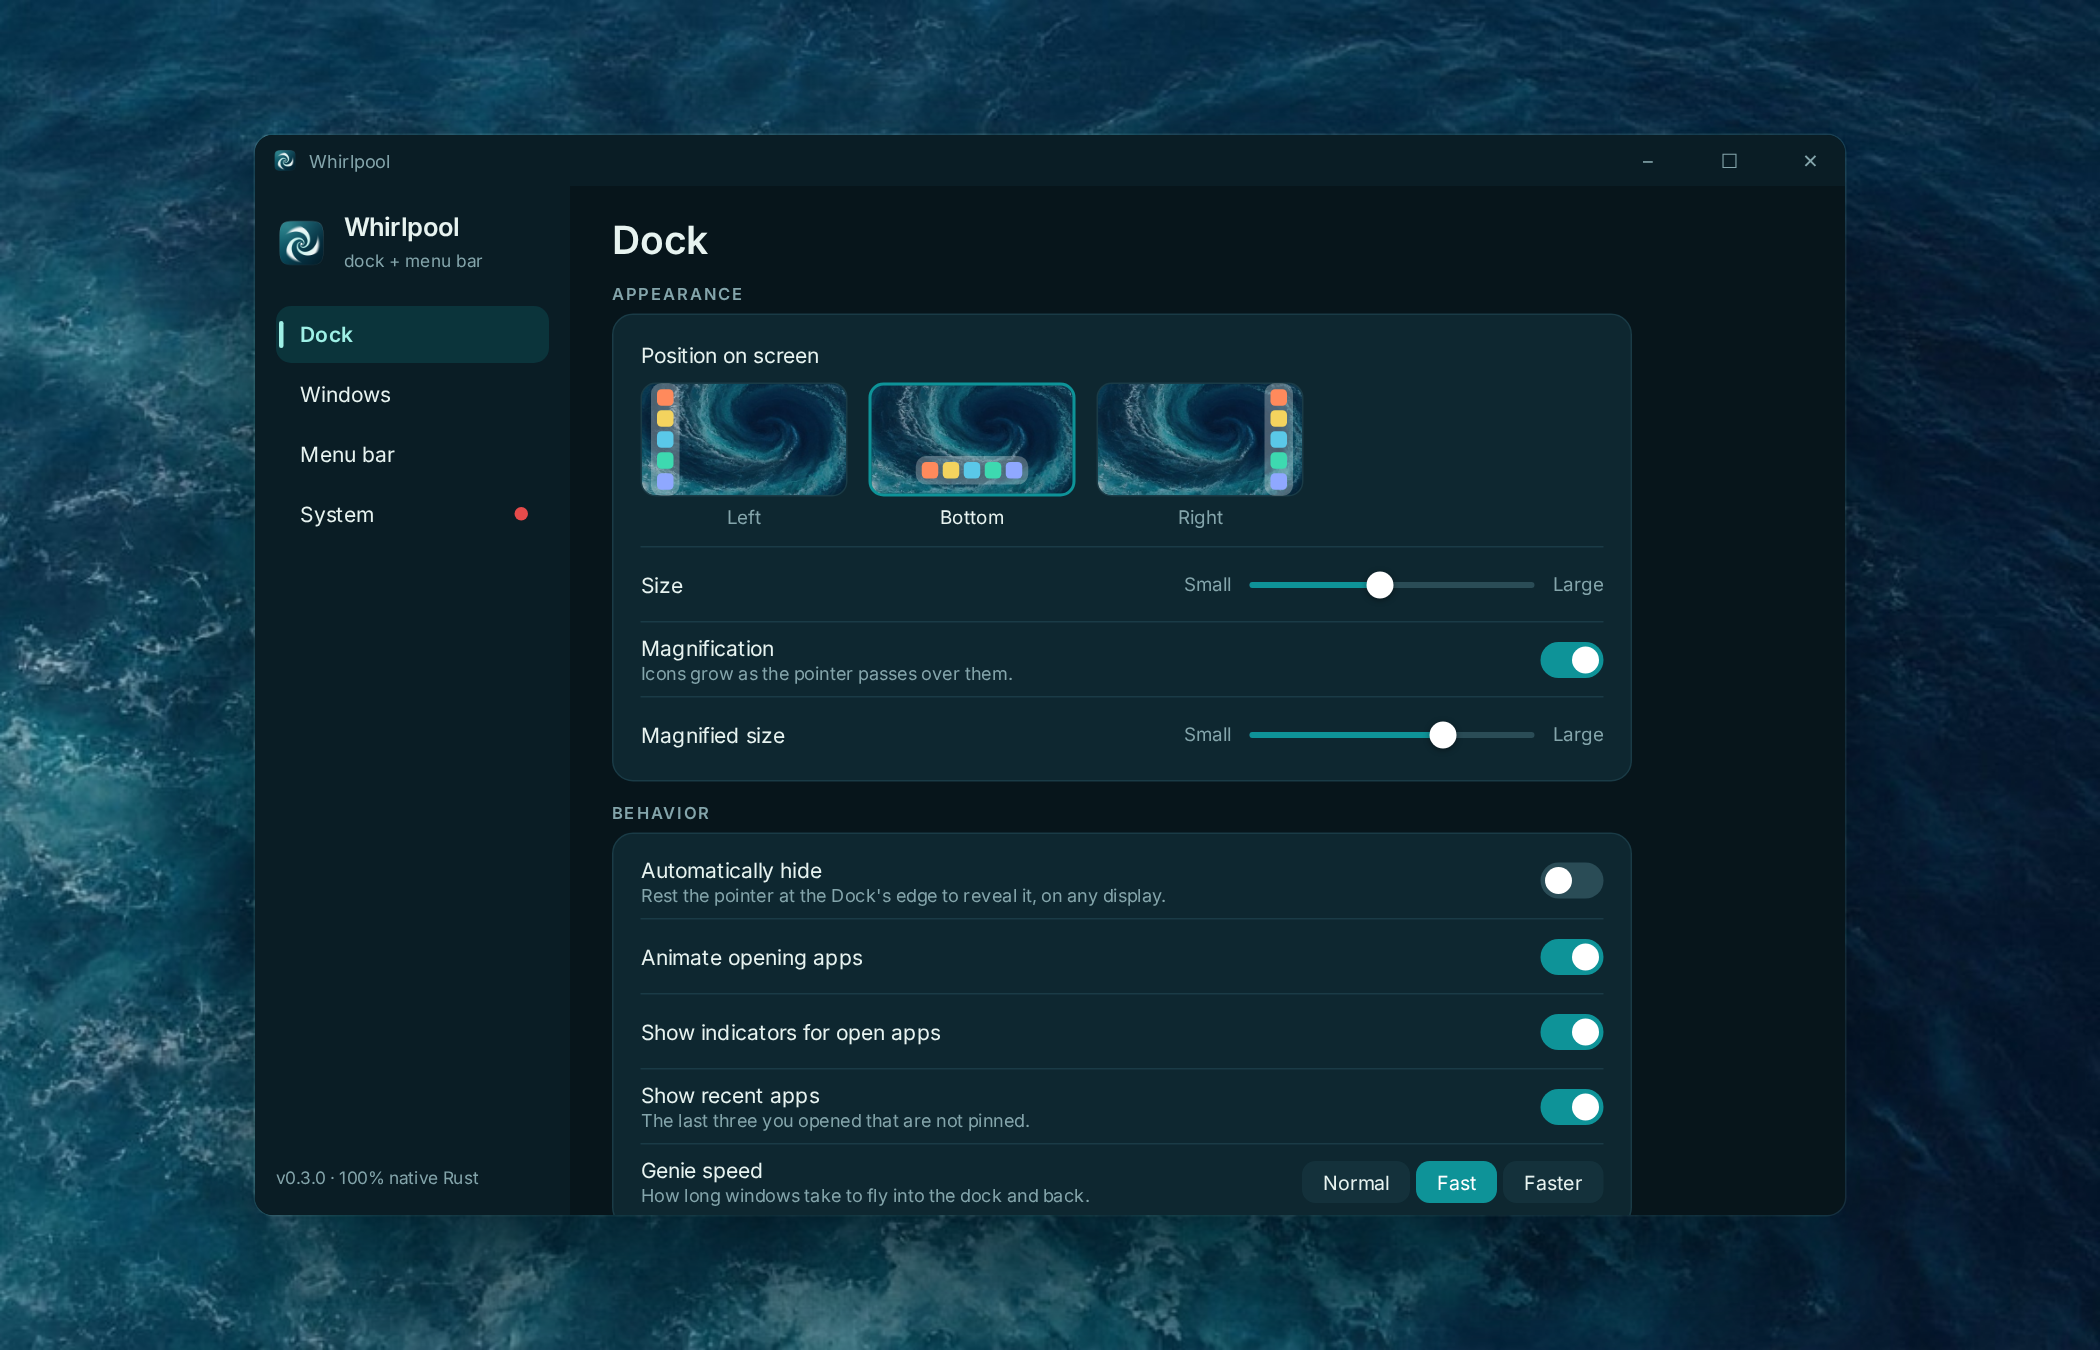 Whirlpool
Whirlpool
dock + menu bar
Dock
Windows
Menu bar
System
v0.3.0 · 100% native Rust
Dock
APPEARANCE
Position on screen
Left
Bottom
Right
Size
Small
Large
Magnification
Icons grow as the pointer passes over them.
Magnified size
Small
Large
BEHAVIOR
Automatically hide
Rest the pointer at the Dock's edge to reveal it, on any display.
Animate opening apps
Show indicators for open apps
Show recent apps
The last three you opened that are not pinned.
Genie speed
How long windows take to fly into the dock and back.
Normal
Fast
Faster